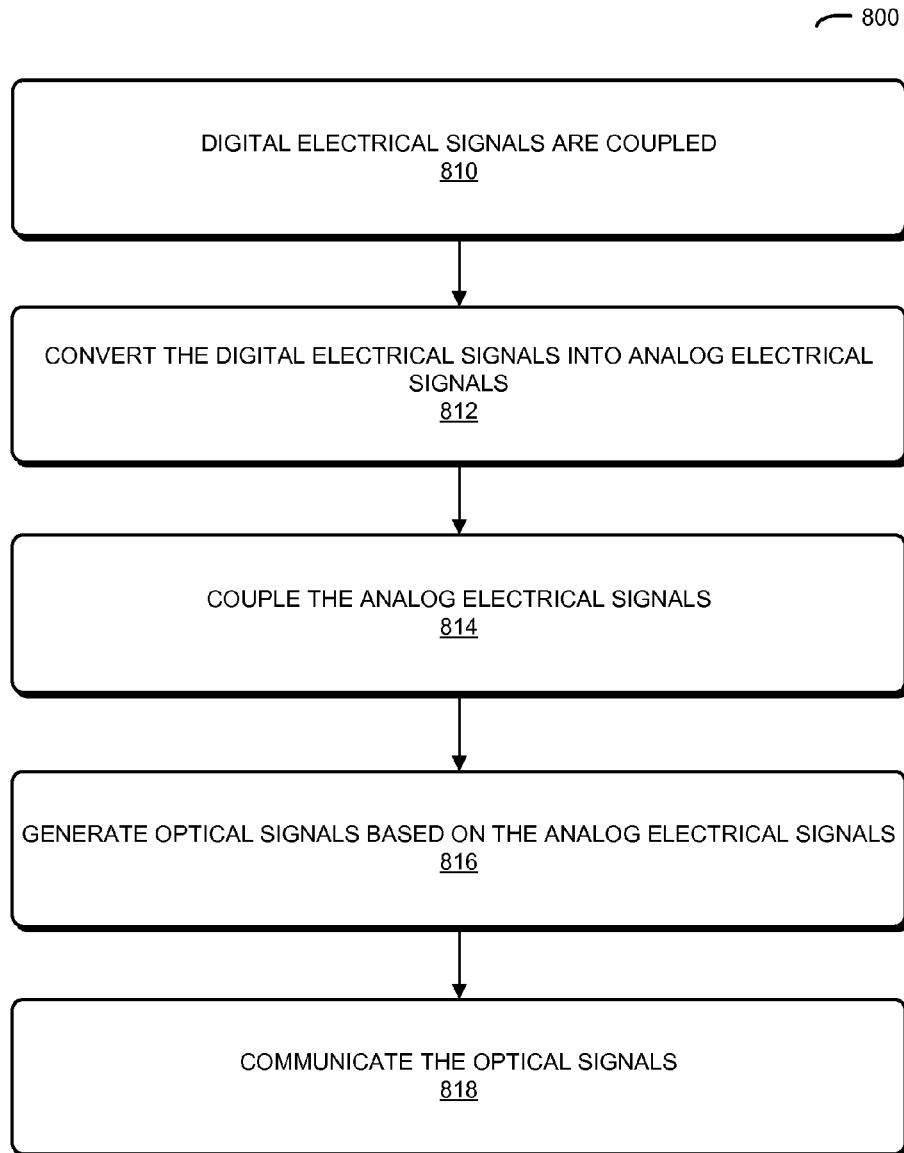 800
DIGITAL ELECTRICAL SIGNALS ARE COUPLED
810
CONVERT THE DIGITAL ELECTRICAL SIGNALS INTO ANALOG ELECTRICAL
SIGNALS
812
COUPLE THE ANALOG ELECTRICAL SIGNALS
814
GENERATE OPTICAL SIGNALS BASED ON THE ANALOG ELECTRICAL SIGNALS
816
COMMUNICATE THE OPTICAL SIGNALS
818